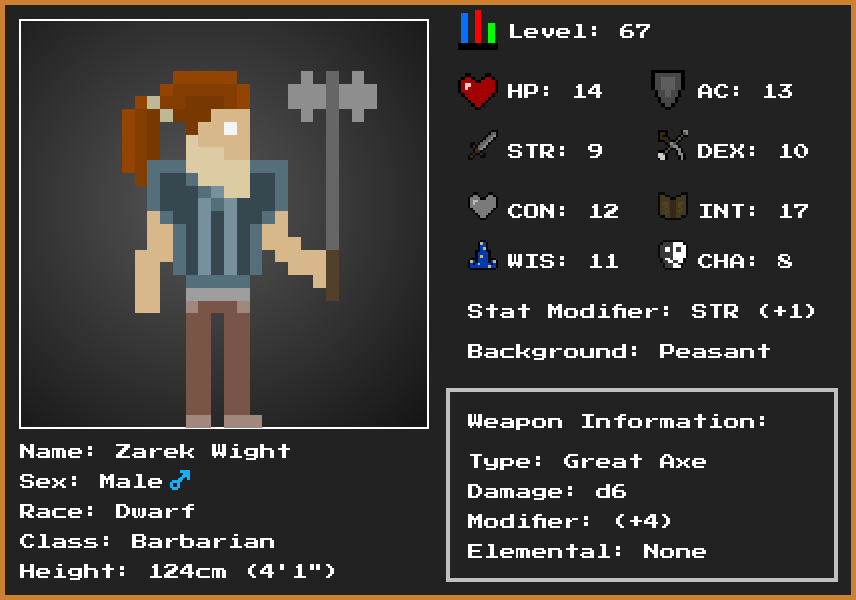 Level: 67
HP: 14 AC: 13
STR: 9 DEX: 10
CON: 12 INT: 17
WIS: 11 CHA: 8
Stat Modifier: STR (+1)
Background: Peasant
Weapon Information:
Type: Great Axe
Damage: d6
Modifier: (+4)
Elemental: None
Name: Zarek Wight
Sex: Male ♂
Race: Dwarf
Class: Barbarian
Height: 124cm (4'1")